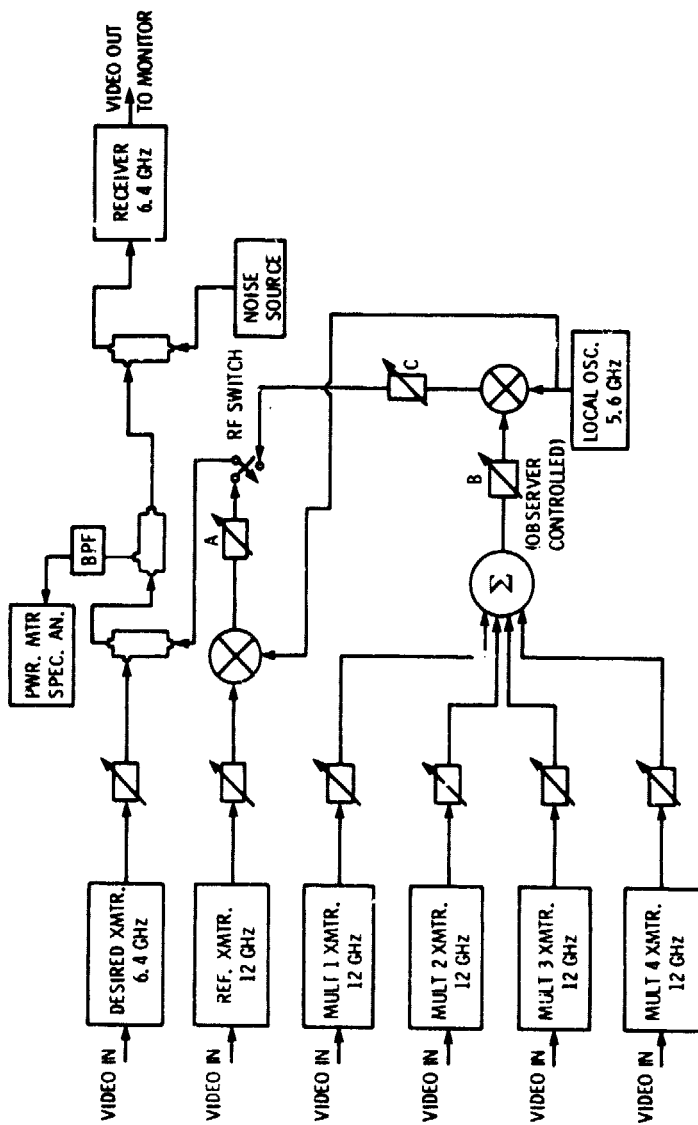 VIDEO IN
DESIRED XMTR.
6.4 GHz
VIDEO IN
REF. XMTR.
12 GHz
VIDEO IN
MULT 1 XMTR.
12 GHz
VIDEO IN
MULT 2 XMTR.
12 GHz
VIDEO IN
MULT 3 XMTR.
12 GHz
VIDEO IN
MULT 4 XMTR.
12 GHz
PWR. MTR
SPEC. AN.
BPF
A
RF SWITCH
NOISE
SOURCE
RECEIVER
6.4 GHz
VIDEO OUT
TO MONITOR
Σ
B
(OBSERVER
CONTROLLED)
C
LOCAL OSC.
5.6 GHz